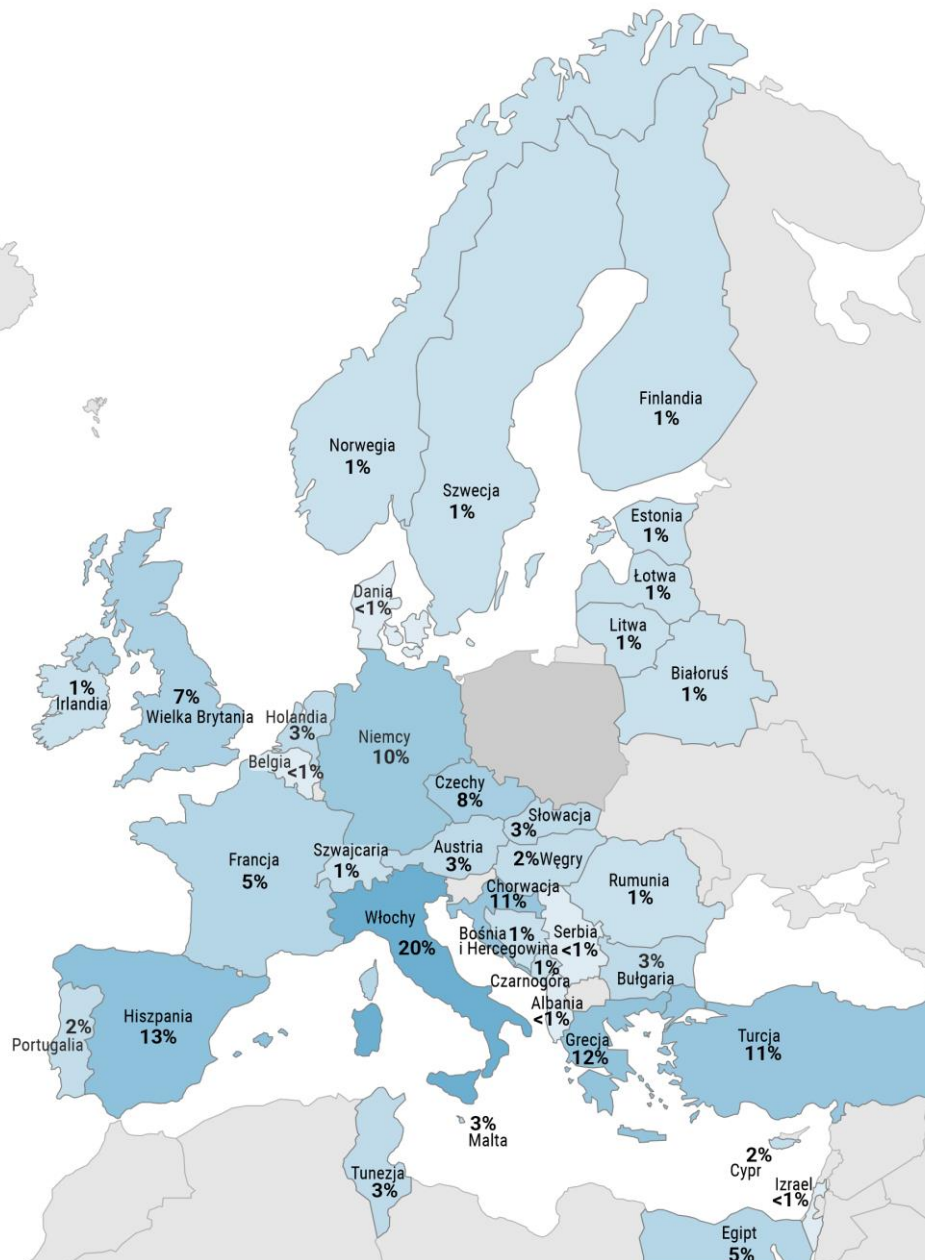 Finlandia
1%
Norwegia
1%
Szwecja
1%
Estonia
1%
Łotwa
1%
Dania
<1%
Litwa
1%
Białoruś
1%
1%
Irlandia
7%
Wielka Brytania
Holandia
3%
Niemcy
10%
Belgia
<1%
Czechy
8%
Słowacja
3%
Austria
3%
Szwajcaria
1%
2% Węgry
Francja
5%
Rumunia
1%
Chorwacja
11%
Włochy
20%
Bośnia 1%
i Hercegowina
Serbia
<1%
1%
Czarnogóra
3%
Bułgaria
Albania
<1%
Hiszpania
13%
2%
Portugalia
Grecja
12%
Turcja
11%
3%
Malta
2%
Cypr
Tunezja
3%
Izrael
<1%
Egipt
5%